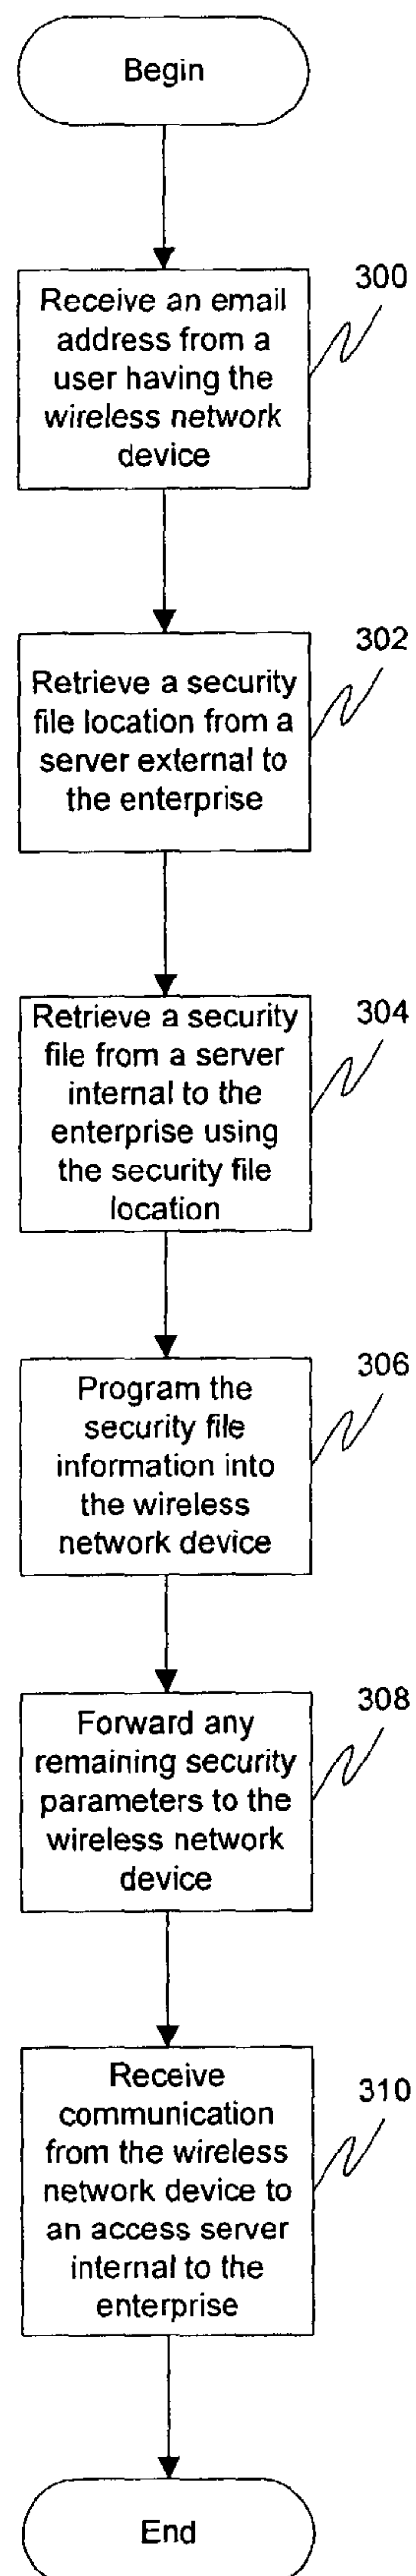 Begin
300
Receive an email
address from a
user having the
wireless network
device
302
Retrieve a security
file location from a
server external to
the enterprise
304
Retrieve a security
file from a server
internal to the
enterprise using
the security file
location
306
Program the
security file
information into
the wireless
network device
308
Forward any
remaining security
parameters to the
wireless network
device
310
Receive
communication
from the wireless
network device to
an access server
internal to the
enterprise
End